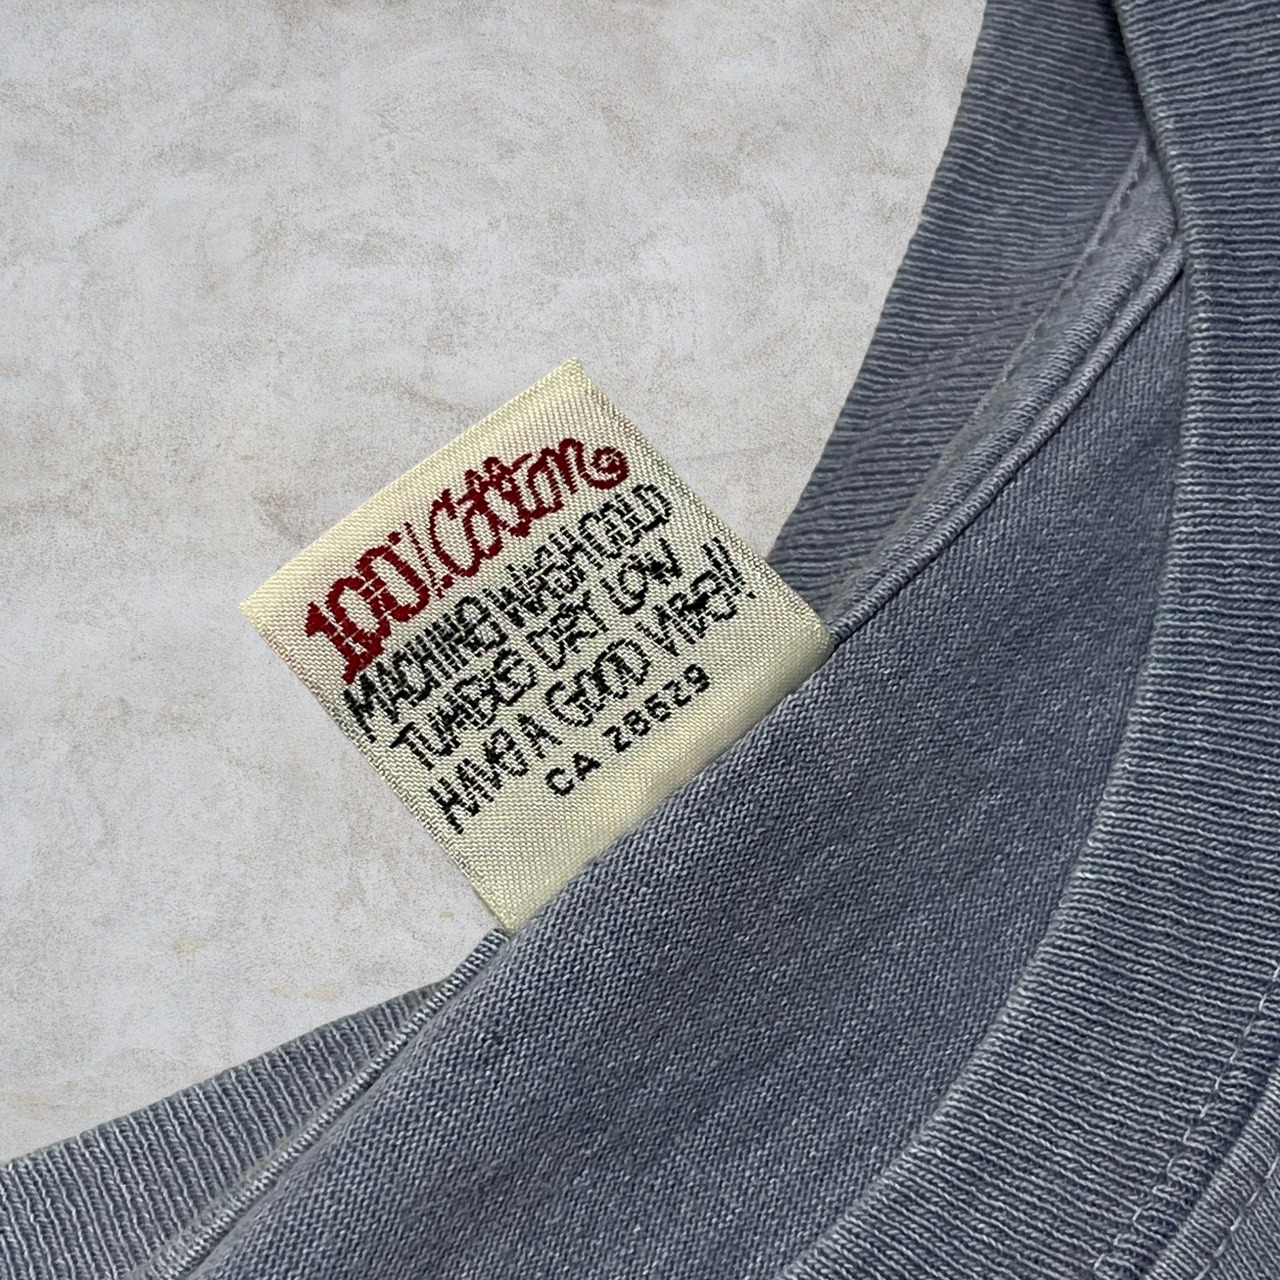 100% Cotton
MACHINE WASH COLD
TUMBLE DRY LOW
HAVE A GOOD VIBE!!
CA 28629